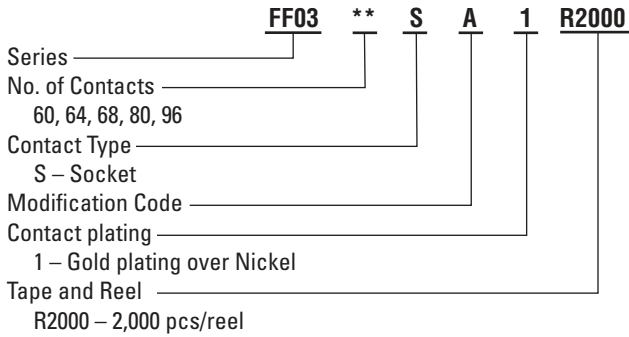 FF03 ** S A 1 R2000
Series
No. of Contacts
60, 64, 68, 80, 96
Contact Type
S – Socket
Modification Code
Contact plating
1 – Gold plating over Nickel
Tape and Reel
R2000 – 2,000 pcs/reel